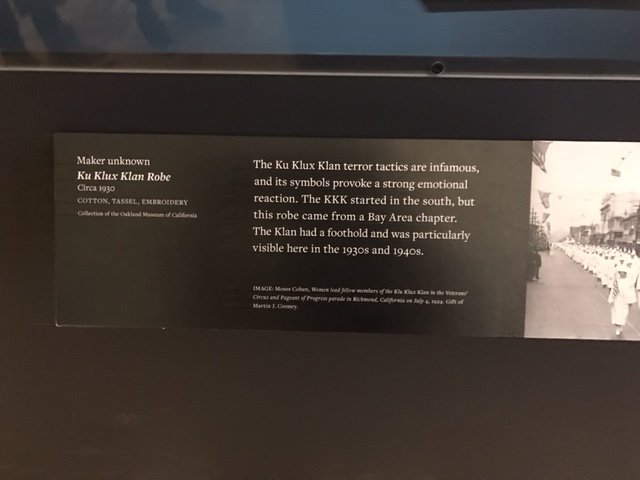 Maker unknown
Ku Klux Klan Robe
Circa 1930
COTTON, TASSEL, EMBROIDERY
Collection of the Oakland Museum of California
The Ku Klux Klan terror tactics are infamous,
and its symbols provoke a strong emotional
reaction. The KKK started in the south, but
this robe came from a Bay Area chapter.
The Klan had a foothold and was particularly
visible here in the 1930s and 1940s.
IMAGE: Moses Cohen, Women lead fellow members of the Klu Klux Klan in the Veterans'
Circus and Pageant of Progress parade in Richmond, California on July 4, 1924. Gift of
Martin J. Cooney.